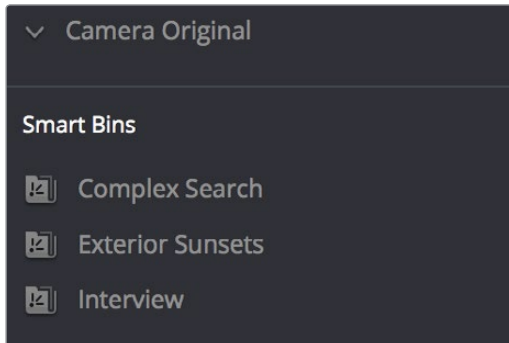 Camera Original
Smart Bins
Complex Search
Exterior Sunsets
Interview